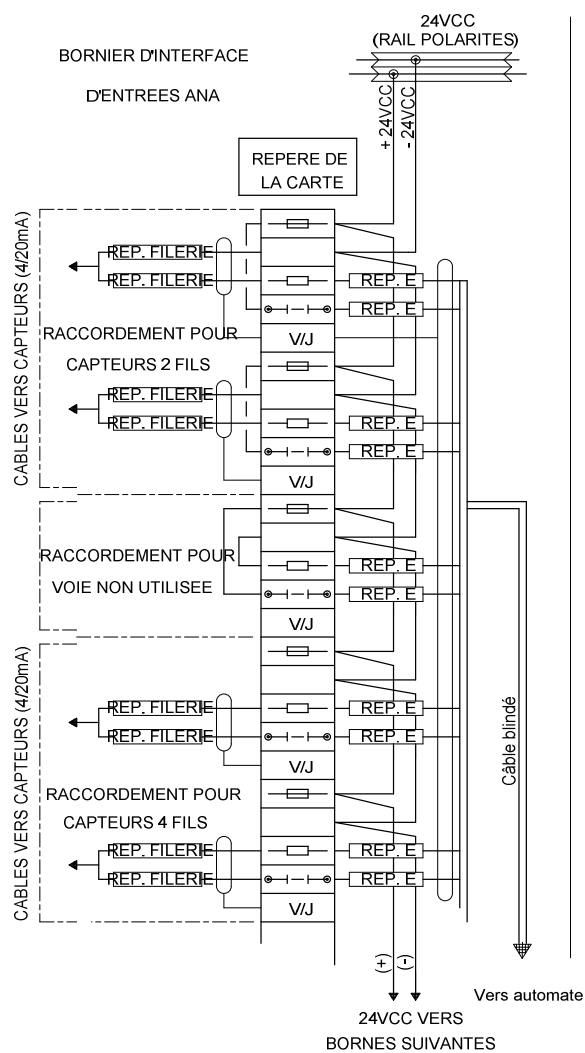 24VCC
(RAIL POLARITES)
BORNIER D'INTERFACE
D'ENTREES ANA
+ 24VCC
- 24VCC
REPERE DE
LA CARTE
CABLES VERS CAPTEURS (4/20mA)
REP. FILERIE
REP. FILERIE
REP. E
REP. E
V/J
RACCORDEMENT POUR
CAPTEURS 2 FILS
REP. FILERIE
REP. FILERIE
REP. E
REP. E
V/J
RACCORDEMENT POUR
VOIE NON UTILISEE
REP. E
REP. E
V/J
CABLES VERS CAPTEURS (4/20mA)
REP. FILERIE
REP. FILERIE
REP. E
REP. E
V/J
Câble blindé
RACCORDEMENT POUR
CAPTEURS 4 FILS
REP. FILERIE
REP. FILERIE
REP. E
REP. E
V/J
(+)
(-)
Vers automate
24VCC VERS
BORNES SUIVANTES